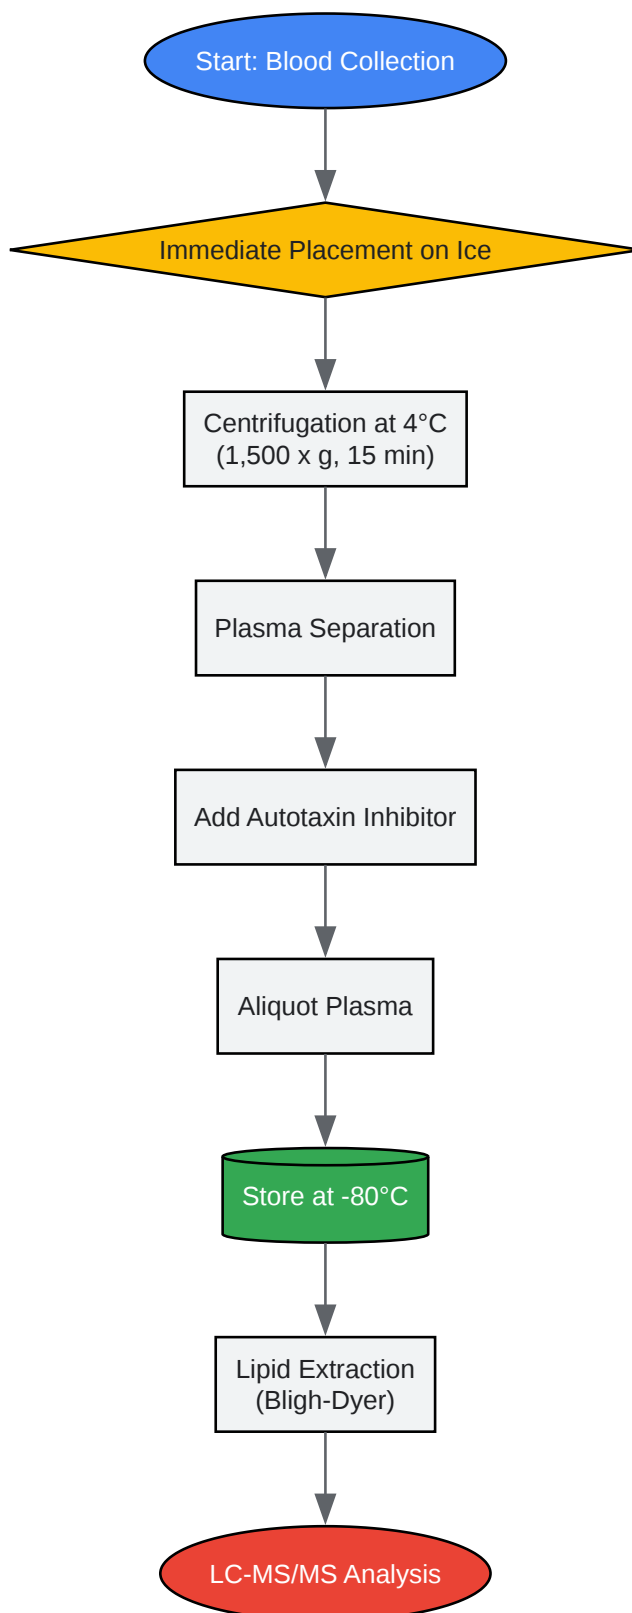 Start: Blood Collection
Immediate Placement on Ice
Centrifugation at 4°C
(1,500 x g, 15 min)
Plasma Separation
Add Autotaxin Inhibitor
Aliquot Plasma
Store at -80°C
Lipid Extraction
(Bligh-Dyer)
LC-MS/MS Analysis